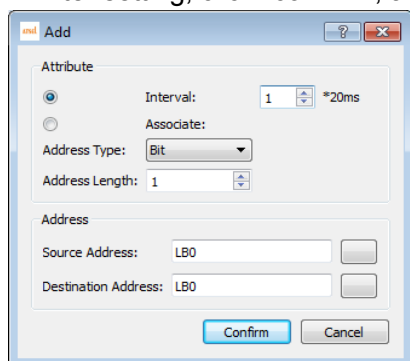 Add
Attribute
Interval: 1 *20ms
Associate:
Address Type: Bit
Address Length: 1
Address
Source Address: LB0
Destination Address: LB0
Confirm Cancel